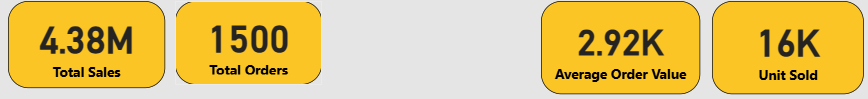 4.38M
Total Sales
1500
Total Orders
2.92K
Average Order Value
16K
Unit Sold